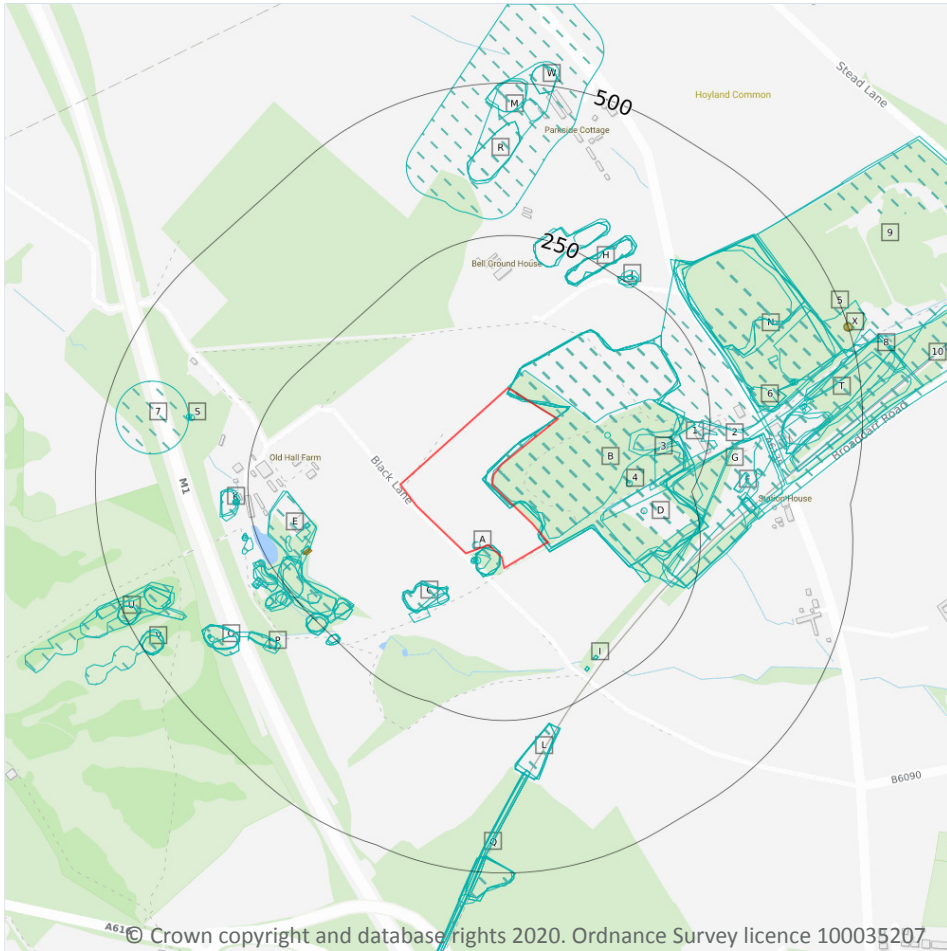 Stead Lane
W
500
Hoyland Common
M
Parkside Cottage
R
9
250
H
Bell Ground House
J
5
N
X
8
10
T
6
7
S
1
2
Old Hall Farm
3
B
G
Broadcarr Road
Black Lane
4
F
M1
K
Station House
D
E
A
C
U
O
P
I
L
B6090
Q
A616
© Crown copyright and database rights 2020. Ordnance Survey licence 100035207.